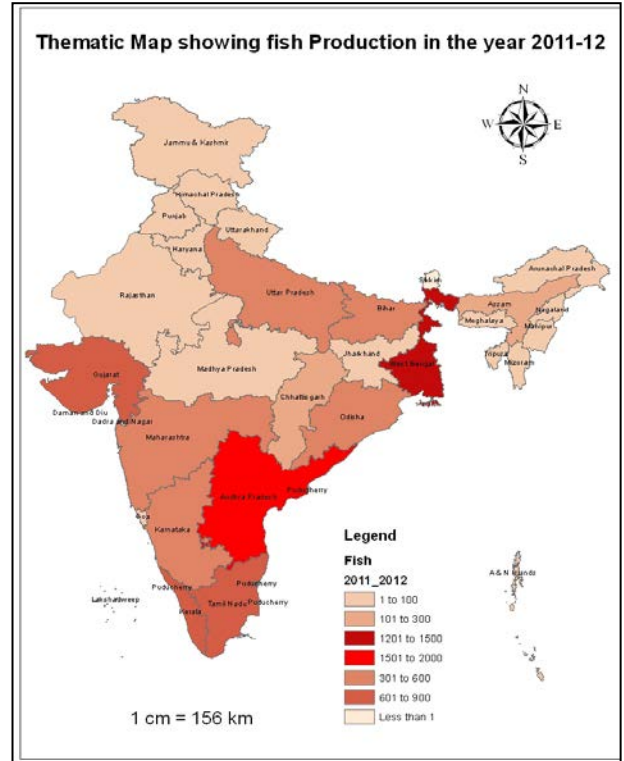 Thematic Map showing fish Production in the year 2011-12
N
W E
S
Jammu & Kashmir
Himachal Pradesh
Punjab
Uttarakhand
Haryana
Arunachal Pradesh
Sikkim
Rajasthan
Uttar Pradesh
Assam
Nagaland
Bihar
Meghalaya
Manipur
Tripura
Mizoram
Jharkhand
West Bengal
Gujarat
Madhya Pradesh
Chhattisgarh
Daman and Diu
Dadra and Nagar
Odisha
Maharashtra
Andhra Pradesh
Puducherry
Goa
Karnataka
Legend
Fish
2011_2012
1 to 100
101 to 300
1201 to 1500
1501 to 2000
301 to 600
601 to 900
Less than 1
A & N Islands
Puducherry
Puducherry
Lakshadweep
Kerala
Tamil Nadu
Puducherry
1 cm = 156 km